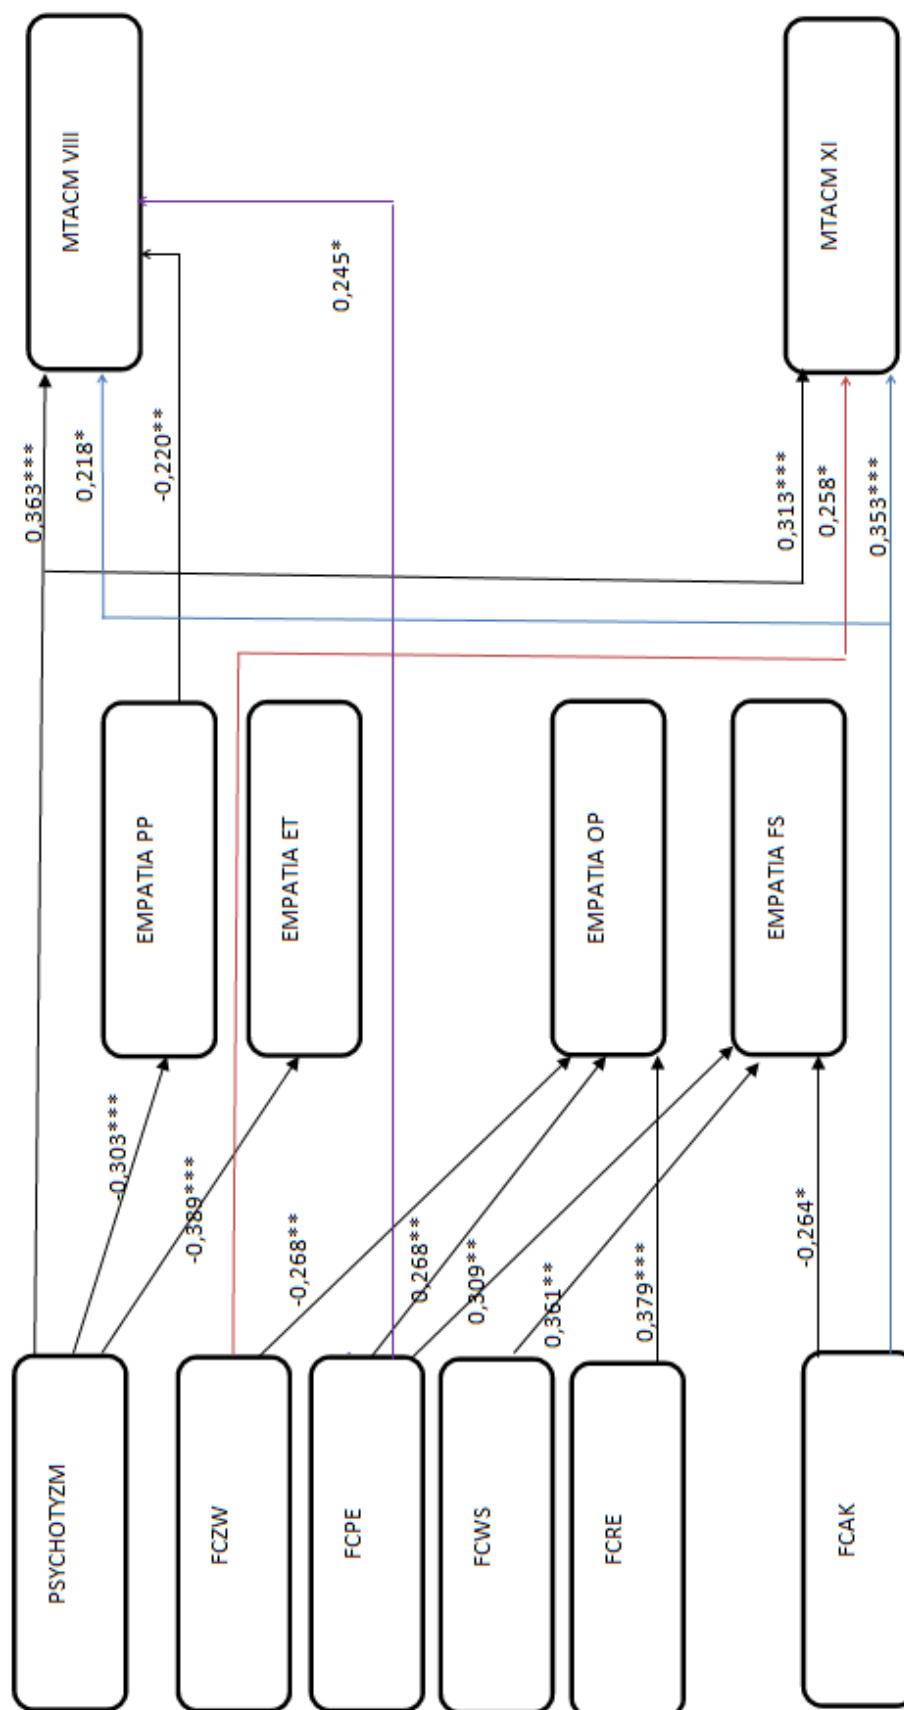 PSYCHOTYZM
FCZW
FCPE
FCWS
FCRE
FCAK
-0,303***
-0,389***
-0,268**
0,268**
0,309**
0,361**
0,379***
-0,264*
EMPATIA PP
EMPATIA ET
EMPATIA OP
EMPATIA FS
0,363***
0,218*
-0,220**
0,245*
0,313***
0,258*
0,353***
MTACM VIII
MTACM XI